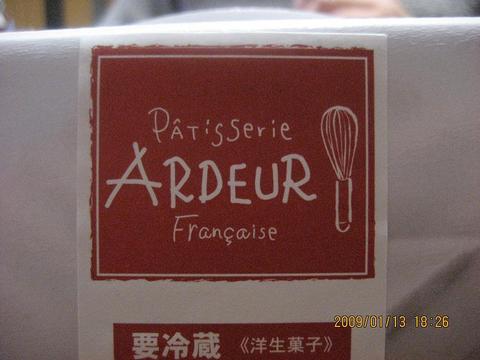 Pâtisserie
ARDEUR
Française
要冷蔵 《洋生菓子》
2009/01/13 18:26